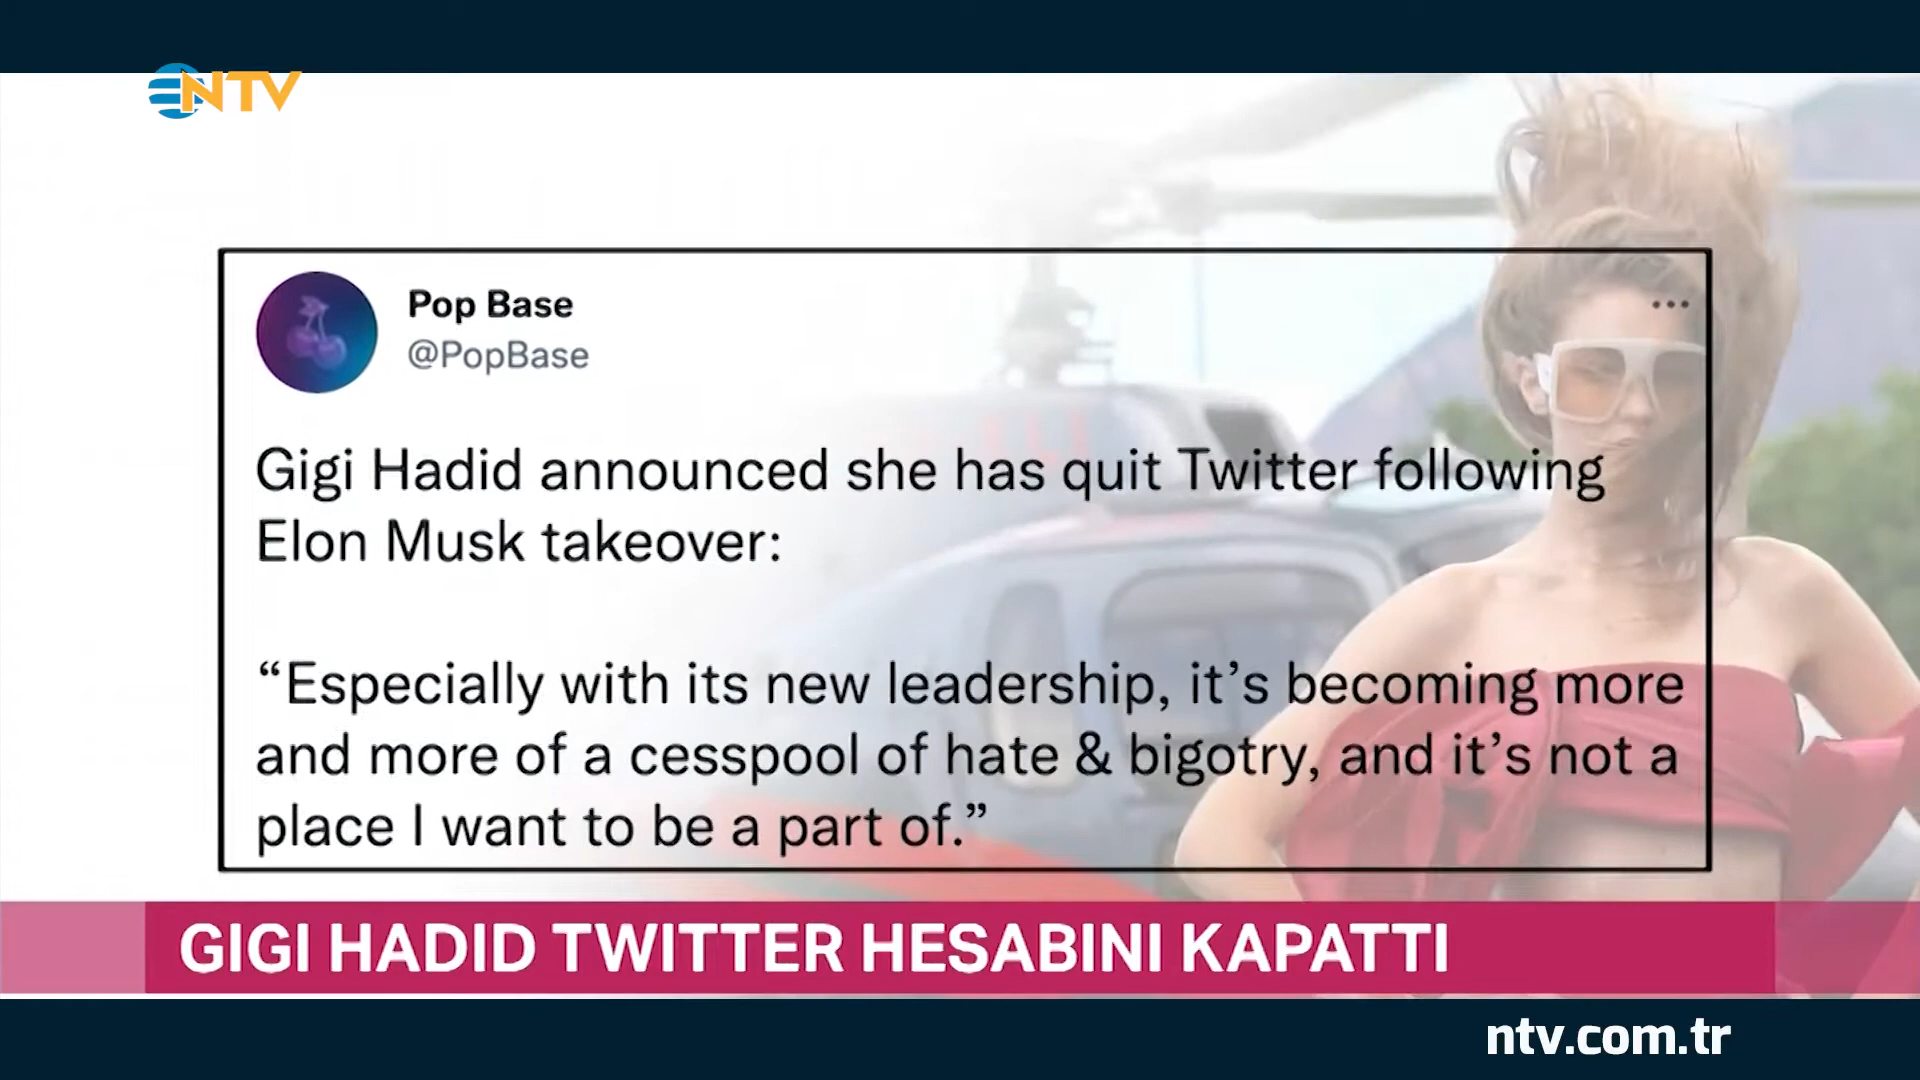 NTV
Pop Base
@PopBase
Gigi Hadid announced she has quit Twitter following
Elon Musk takeover:
“Especially with its new leadership, it’s becoming more
and more of a cesspool of hate & bigotry, and it’s not a
place I want to be a part of.”
GIGI HADID TWITTER HESABINI KAPATTI
ntv.com.tr